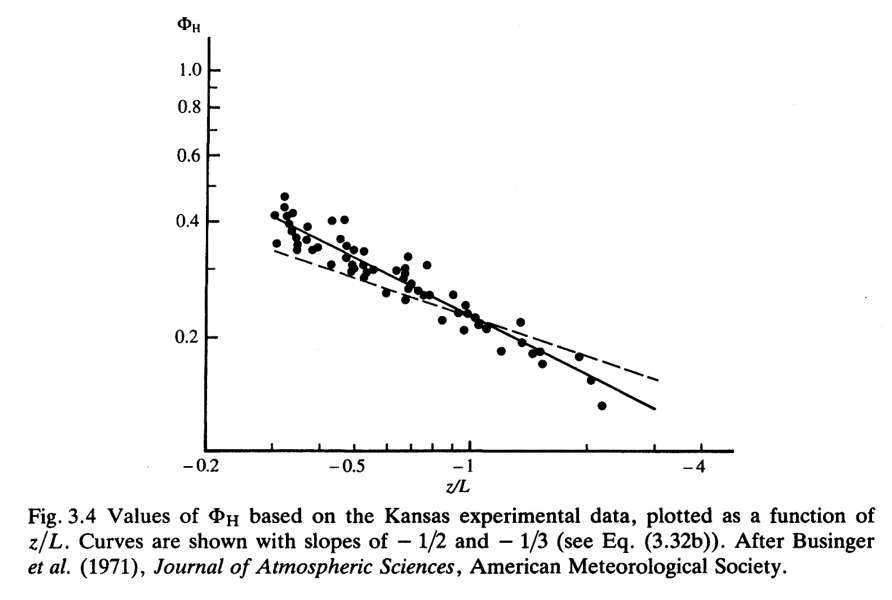 ΦH
1.0
0.8
0.6
0.4
0.2
−0.2 −0.5 −1 −4
z/L
Fig. 3.4 Values of ΦH based on the Kansas experimental data, plotted as a function of
z/L. Curves are shown with slopes of − 1/2 and − 1/3 (see Eq. (3.32b)). After Businger
et al. (1971), Journal of Atmospheric Sciences, American Meteorological Society.